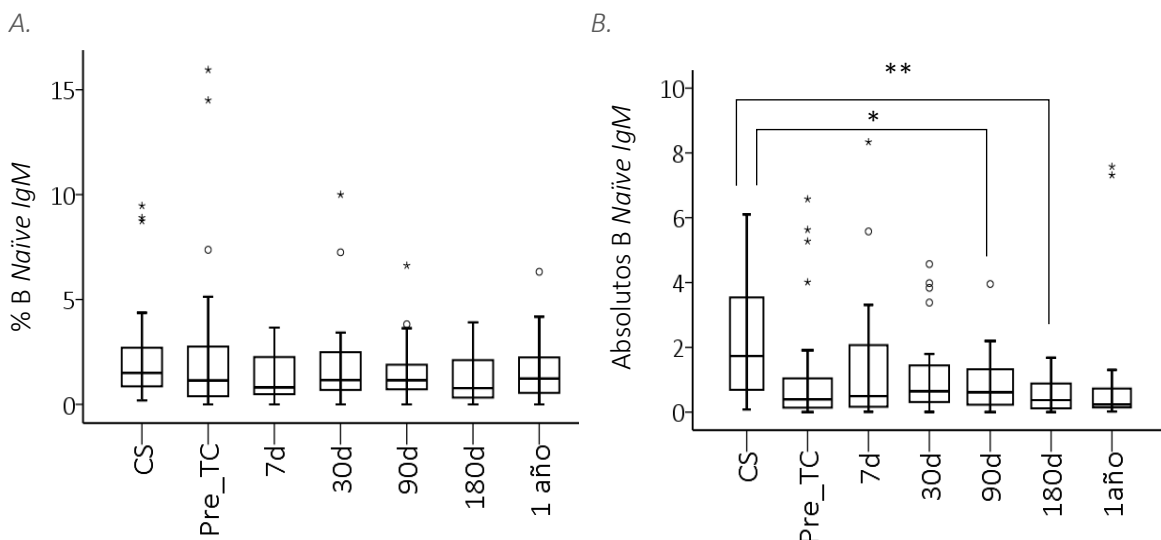 A.
% B Naïve IgM
15
10
5
0
CS
Pre_TC
7d
30d
90d
180d
1 año
B.
Absolutos B Naïve IgM
10
8
6
4
2
0
**
*
CS
Pre_TC
7d
30d
90d
180d
1año